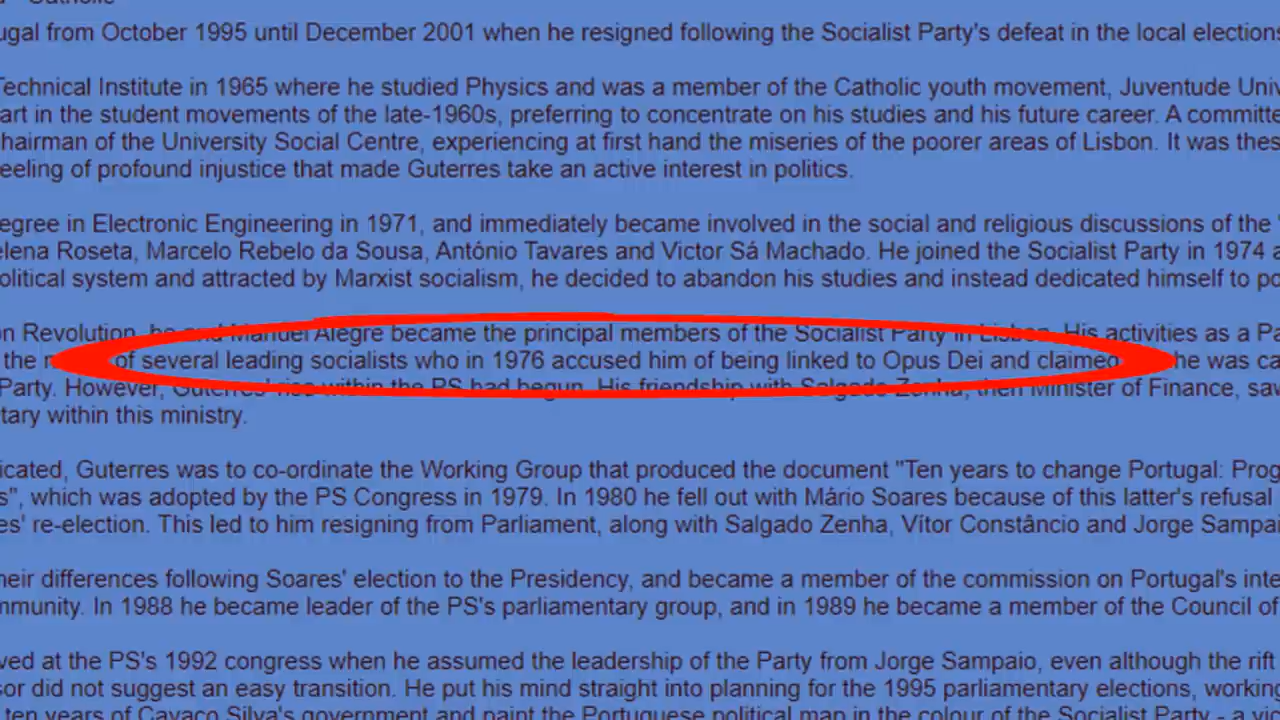 Catholic
ugal from October 1995 until December 2001 when he resigned following the Socialist Party's defeat in the local elections
Technical Institute in 1965 where he studied Physics and was a member of the Catholic youth movement, Juventude Univ
art in the student movements of the late-1960s, preferring to concentrate on his studies and his future career. A committe
hairman of the University Social Centre, experiencing at first hand the miseries of the poorer areas of Lisbon. It was thes
eeling of profound injustice that made Guterres take an active interest in politics.
egree in Electronic Engineering in 1971, and immediately became involved in the social and religious discussions of the
elena Roseta, Marcelo Rebelo da Sousa, António Tavares and Victor Sá Machado. He joined the Socialist Party in 1974 a
olitical system and attracted by Marxist socialism, he decided to abandon his studies and instead dedicated himself to po
on Revolution, he and Manuel Alegre became the principal members of the Socialist Party in Lisbon. His activities as a Pa
the of several leading socialists who in 1976 accused him of being linked to Opus Dei and claimed he was ca
Party. However, Guterres' rise within the PS had begun. His friendship with Salgado Zenha, then Minister of Finance, sav
tary within this ministry.
icated, Guterres was to co-ordinate the Working Group that produced the document "Ten years to change Portugal: Prog
s", which was adopted by the PS Congress in 1979. In 1980 he fell out with Mário Soares because of this latter's refusal
es' re-election. This led to him resigning from Parliament, along with Salgado Zenha, Vítor Constâncio and Jorge Sampai
heir differences following Soares' election to the Presidency, and became a member of the commission on Portugal's inte
mmunity. In 1988 he became leader of the PS's parliamentary group, and in 1989 he became a member of the Council of
ved at the PS's 1992 congress when he assumed the leadership of the Party from Jorge Sampaio, even although the rift
sor did not suggest an easy transition. He put his mind straight into planning for the 1995 parliamentary elections, working
ten years of Cavaco Silva's government and paint the Portuguese political map in the colour of the Socialist Party - a vic